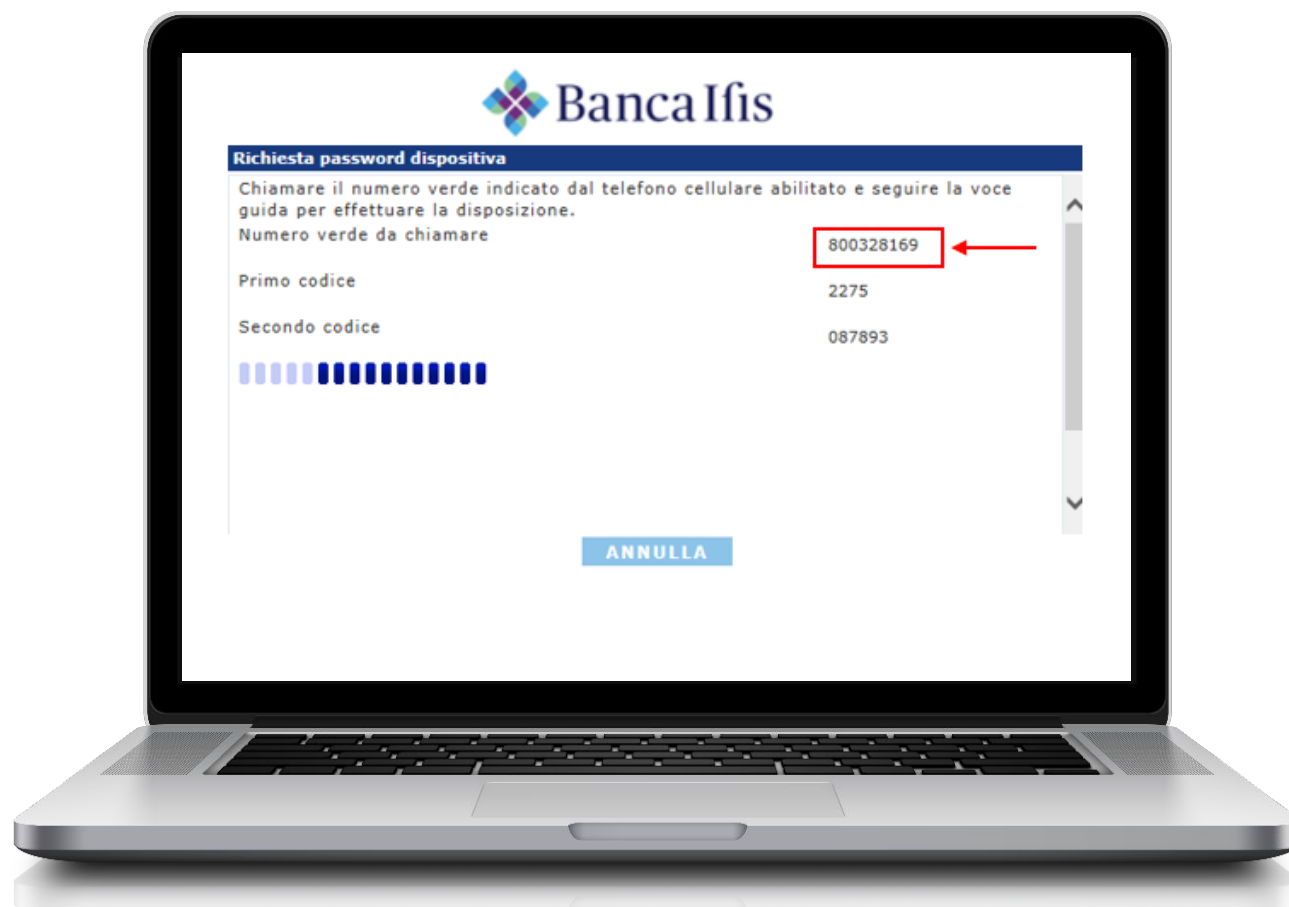 Banca Ifis
Richiesta password dispositiva
Chiamare il numero verde indicato dal telefono cellulare abilitato e seguire la voce
guida per effettuare la disposizione.
Numero verde da chiamare
800328169
Primo codice
2275
Secondo codice
087893
ANNULLA